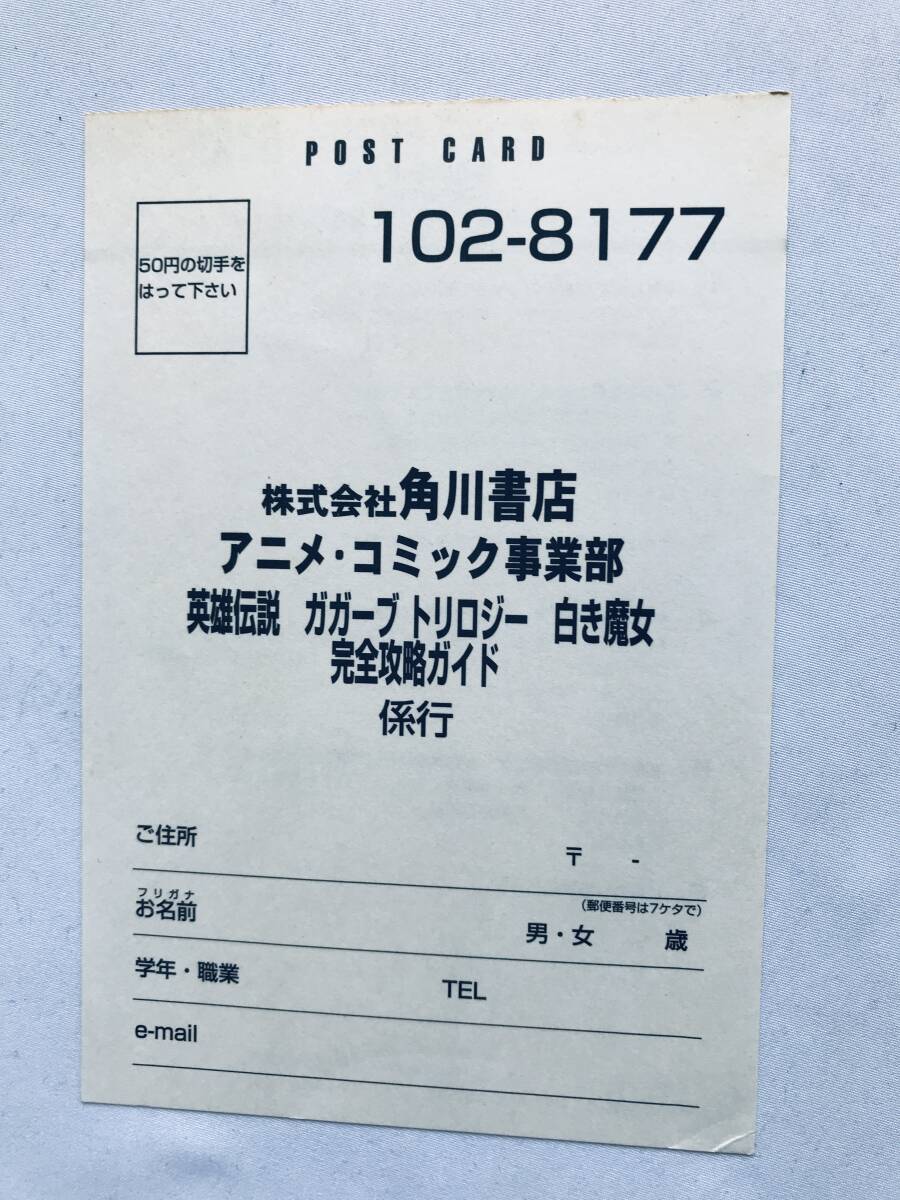 POST CARD
102-8177
50円の切手を
はって下さい
株式会社角川書店
アニメ・コミック事業部
英雄伝説 ガガーブ トリロジー 白き魔女
完全攻略ガイド
係行
ご住所
〒 -
(郵便番号は7ケタで)
フリガナ
お名前
男・女 歳
学年・職業
TEL
e-mail